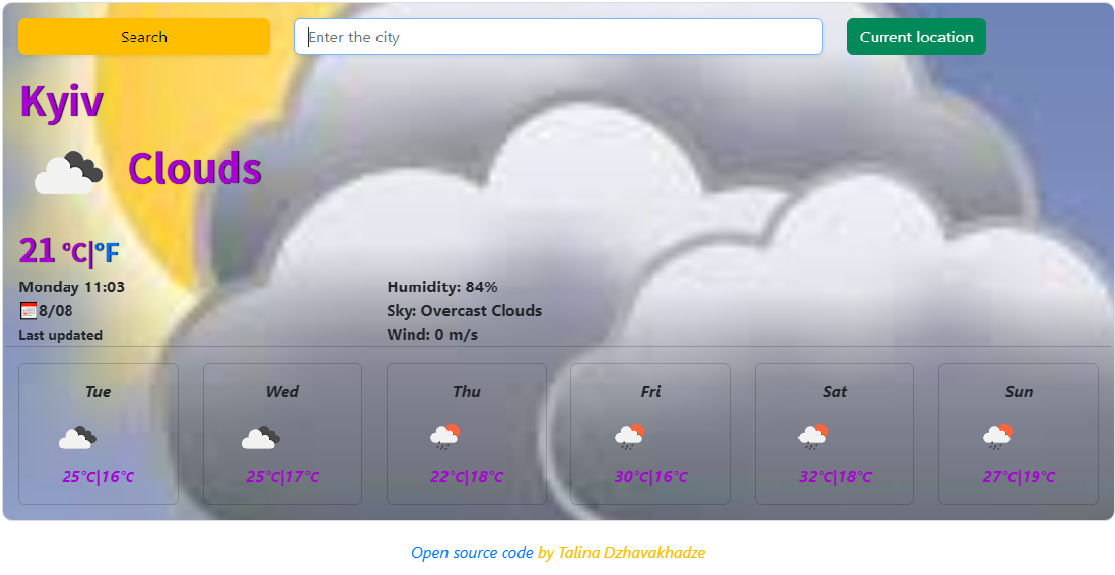 Search Enter the city Current location
Kyiv
Clouds
21 °C|°F
Monday 11:03
8/08
Last updated
Humidity: 84%
Sky: Overcast Clouds
Wind: 0 m/s
Tue Wed Thu Fri Sat Sun
25°C|16°C 25°C|17°C 22°C|18°C 30°C|16°C 32°C|18°C 27°C|19°C
Open source code by Talina Dzhavakhadze